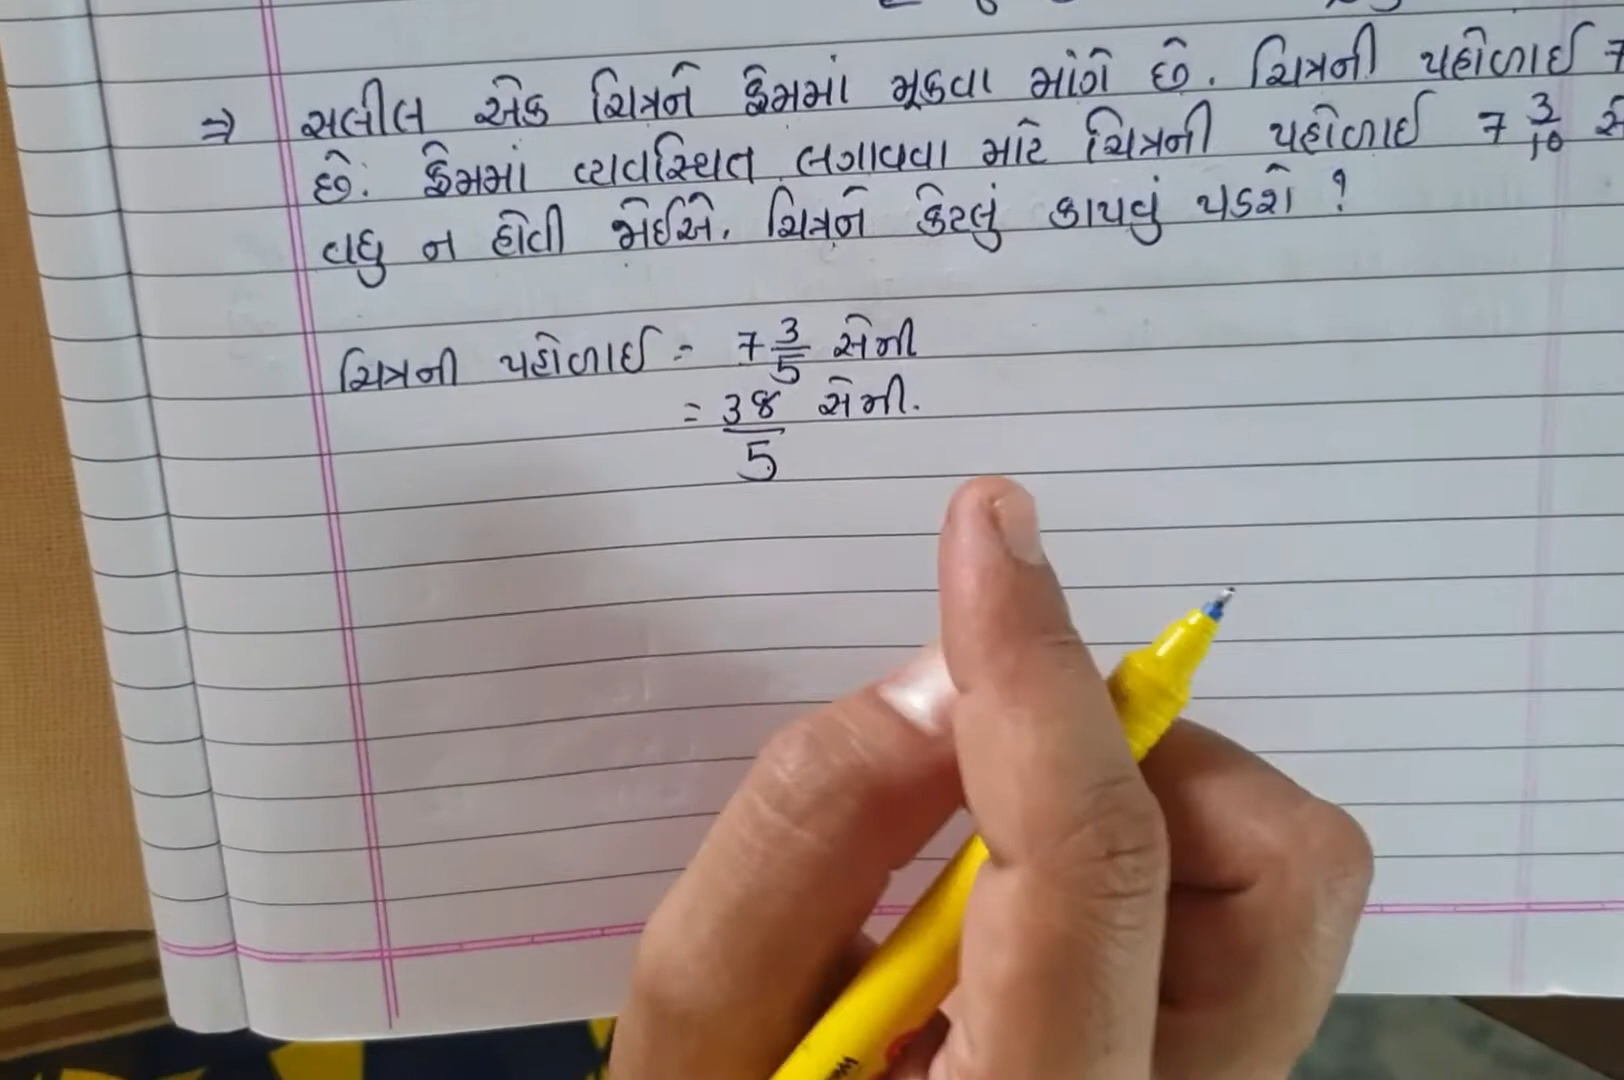 ⇒ સલીલ એક ચિત્રને ફ્રેમમાં મૂકવા માંગે છે. ચિત્રની પહોળાઈ 7
છે. ફ્રેમમાં વ્યવસ્થિત લગાવવા માટે ચિત્રની પહોળાઈ 7 3/10 સે
વધુ ન હોવી જોઈએ. ચિત્રને કેટલું કાપવું પડશે ?
ચિત્રની પહોળાઈ = 7 3/5 સેમી
= 38/5 સેમી.